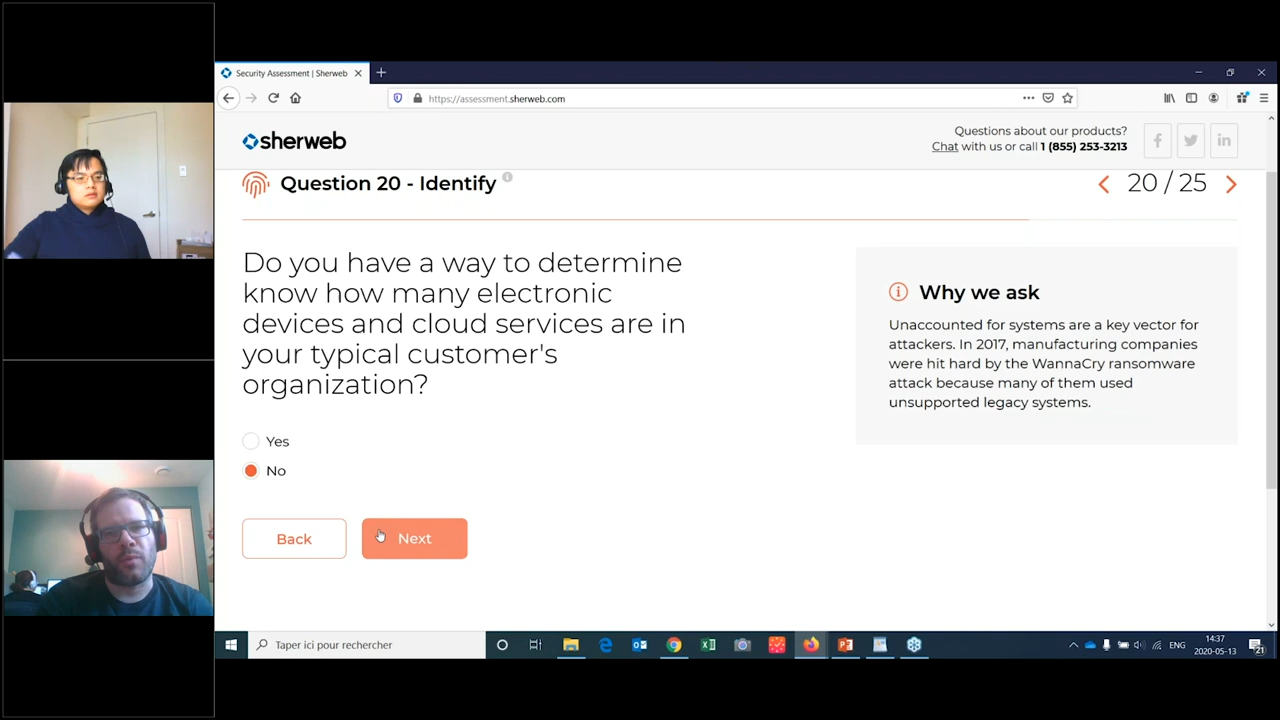 Security Assessment | Sherweb
https://assessment.sherweb.com
sherweb
Questions about our products?
Chat with us or call 1 (855) 253-3213
Question 20 - Identify
20 / 25
Do you have a way to determine
know how many electronic
devices and cloud services are in
your typical customer's
organization?
Yes
No
Back
Next
Why we ask
Unaccounted for systems are a key vector for
attackers. In 2017, manufacturing companies
were hit hard by the WannaCry ransomware
attack because many of them used
unsupported legacy systems.
Taper ici pour rechercher
ENG
14:37
2020-05-13
21